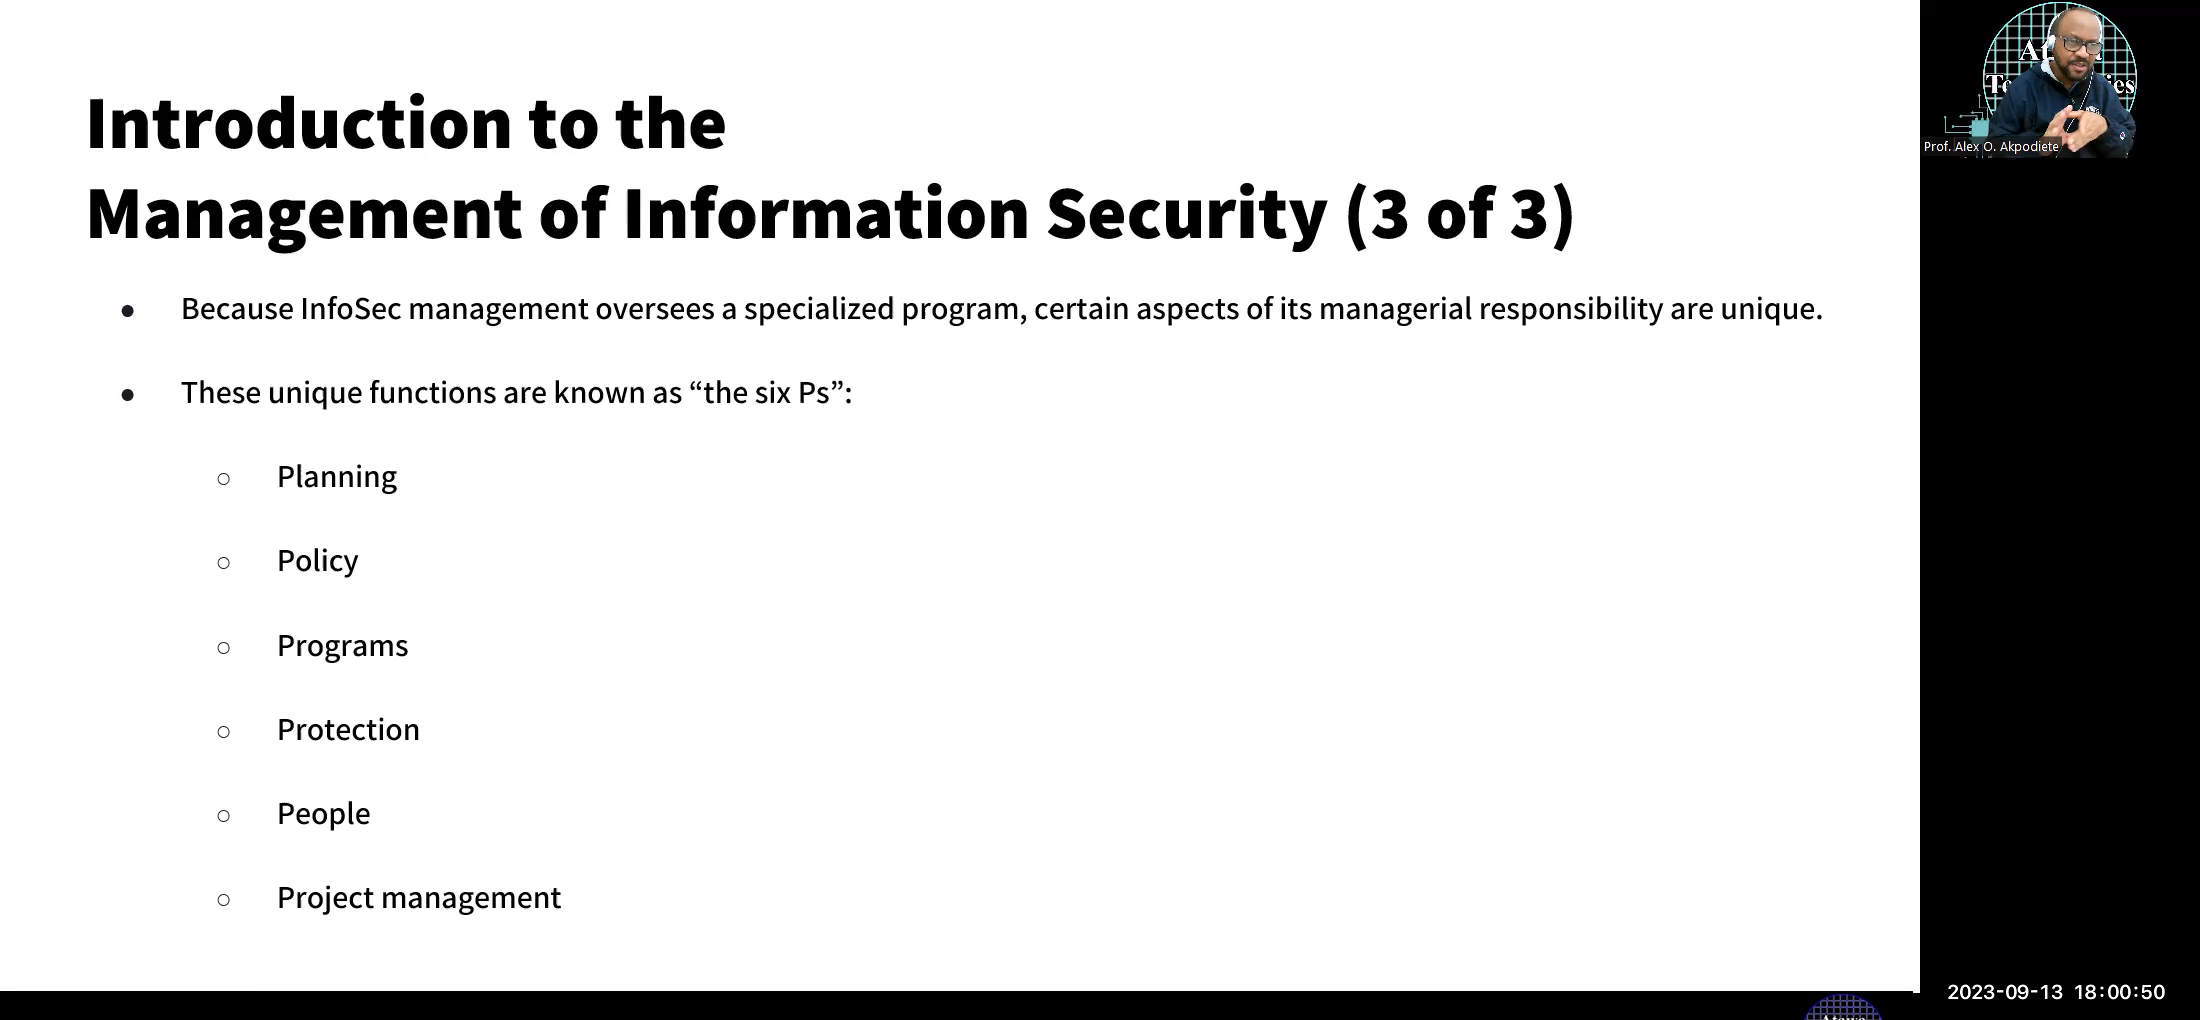 Introduction to the
Management of Information Security (3 of 3)
● Because InfoSec management oversees a specialized program, certain aspects of its managerial responsibility are unique.
● These unique functions are known as “the six Ps”:
○ Planning
○ Policy
○ Programs
○ Protection
○ People
○ Project management
Prof. Alex O. Akpodiete
2023-09-13 18:00:50